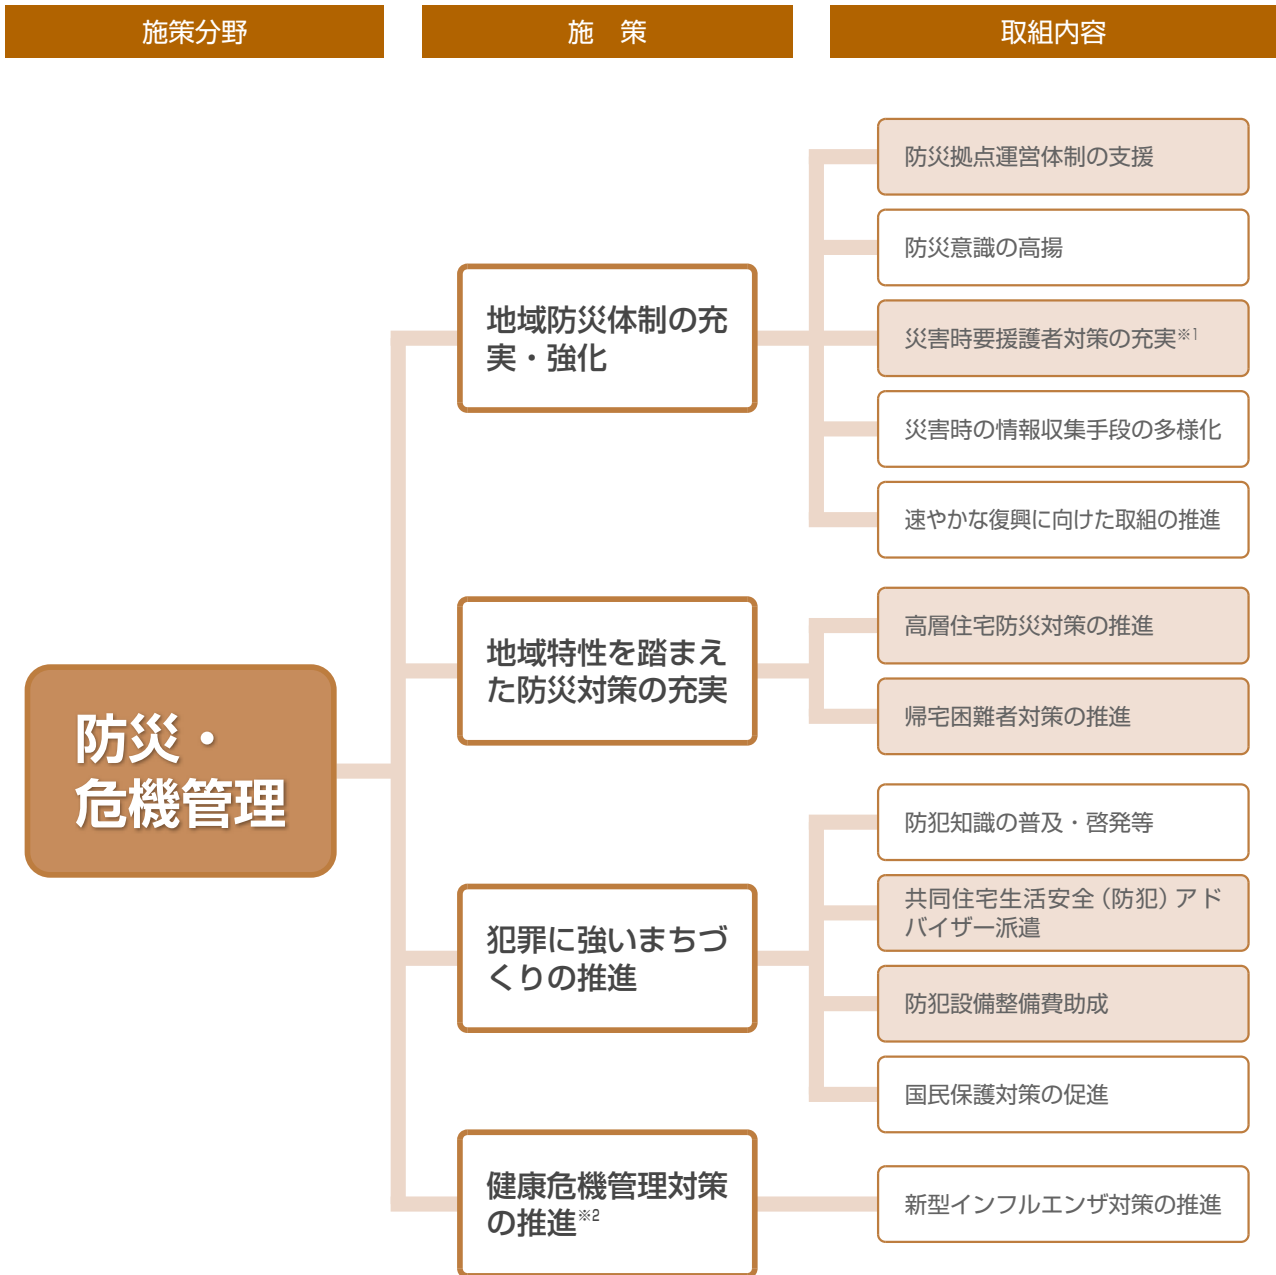 施策分野
施　策
取組内容
防災・
危機管理
地域防災体制の充
実・強化
防災拠点運営体制の支援
防災意識の高揚
災害時要援護者対策の充実※1
災害時の情報収集手段の多様化
速やかな復興に向けた取組の推進
地域特性を踏まえ
た防災対策の充実
高層住宅防災対策の推進
帰宅困難者対策の推進
犯罪に強いまちづ
くりの推進
防犯知識の普及・啓発等
共同住宅生活安全（防犯）アド
バイザー派遣
防犯設備整備費助成
国民保護対策の促進
健康危機管理対策
の推進※2
新型インフルエンザ対策の推進